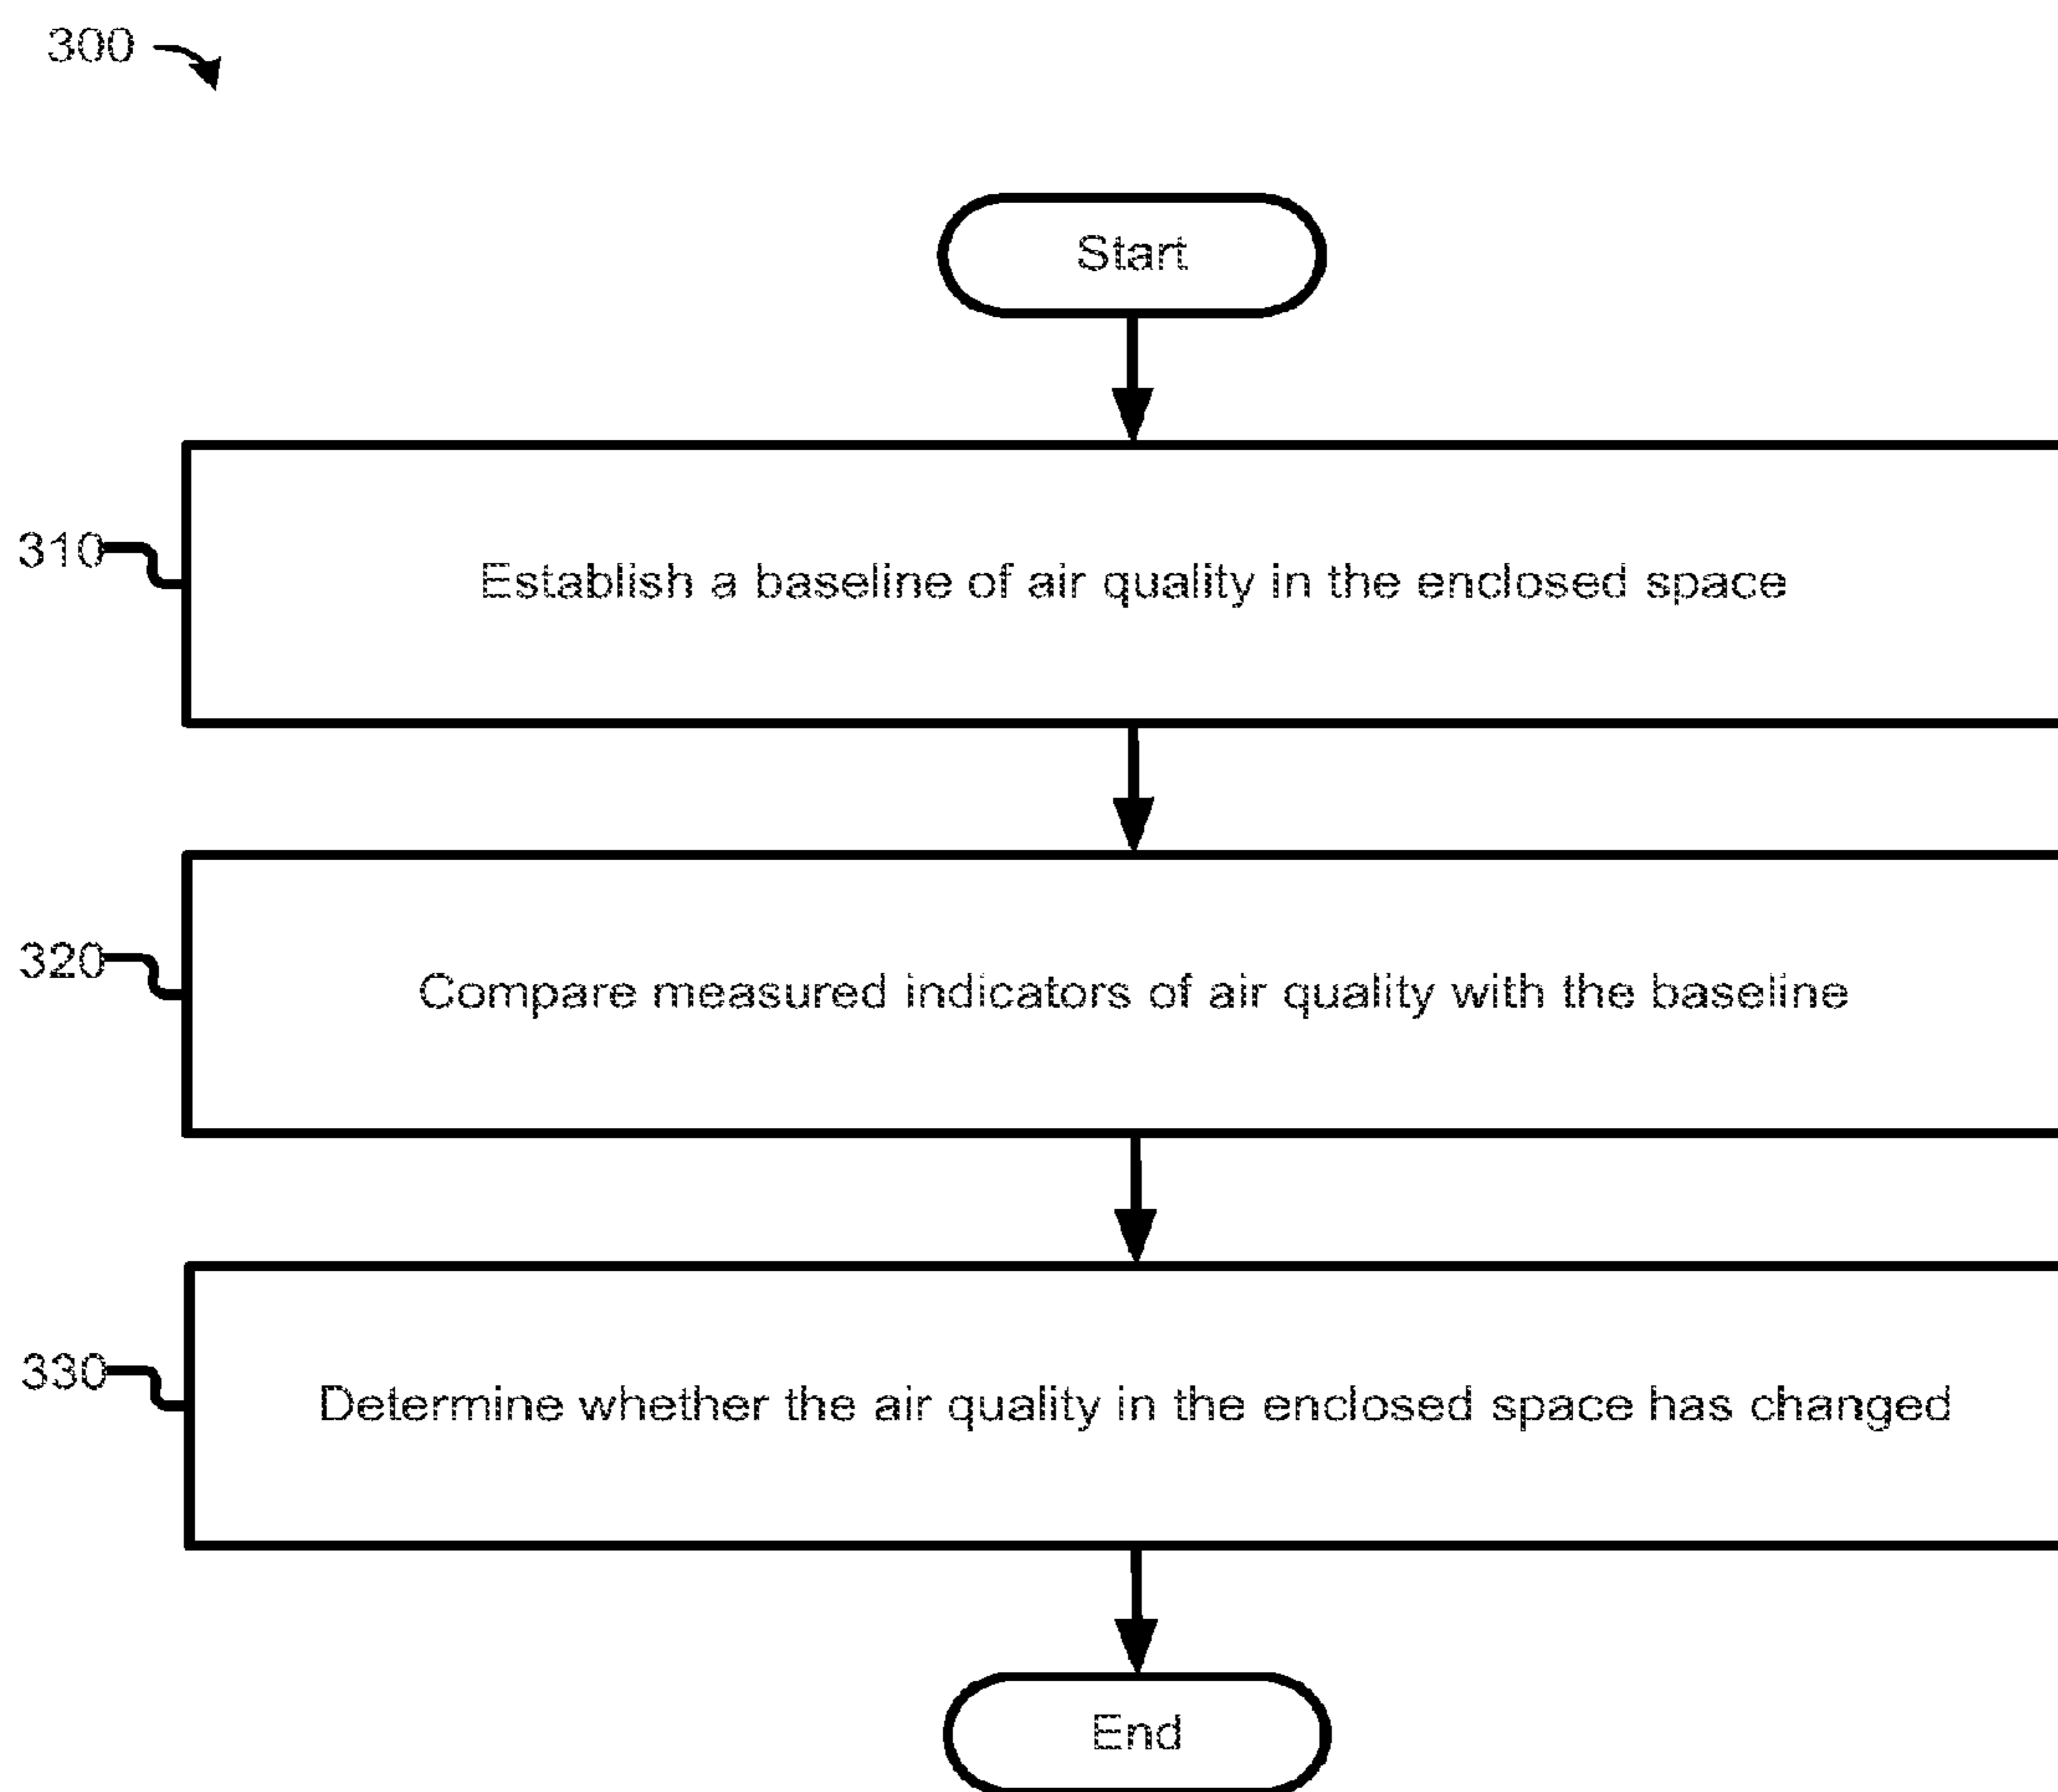 300
Start
310
Establish a baseline of air quality in the enclosed space
320
Compare measured indicators of air quality with the baseline
330
Determine whether the air quality in the enclosed space has changed
End